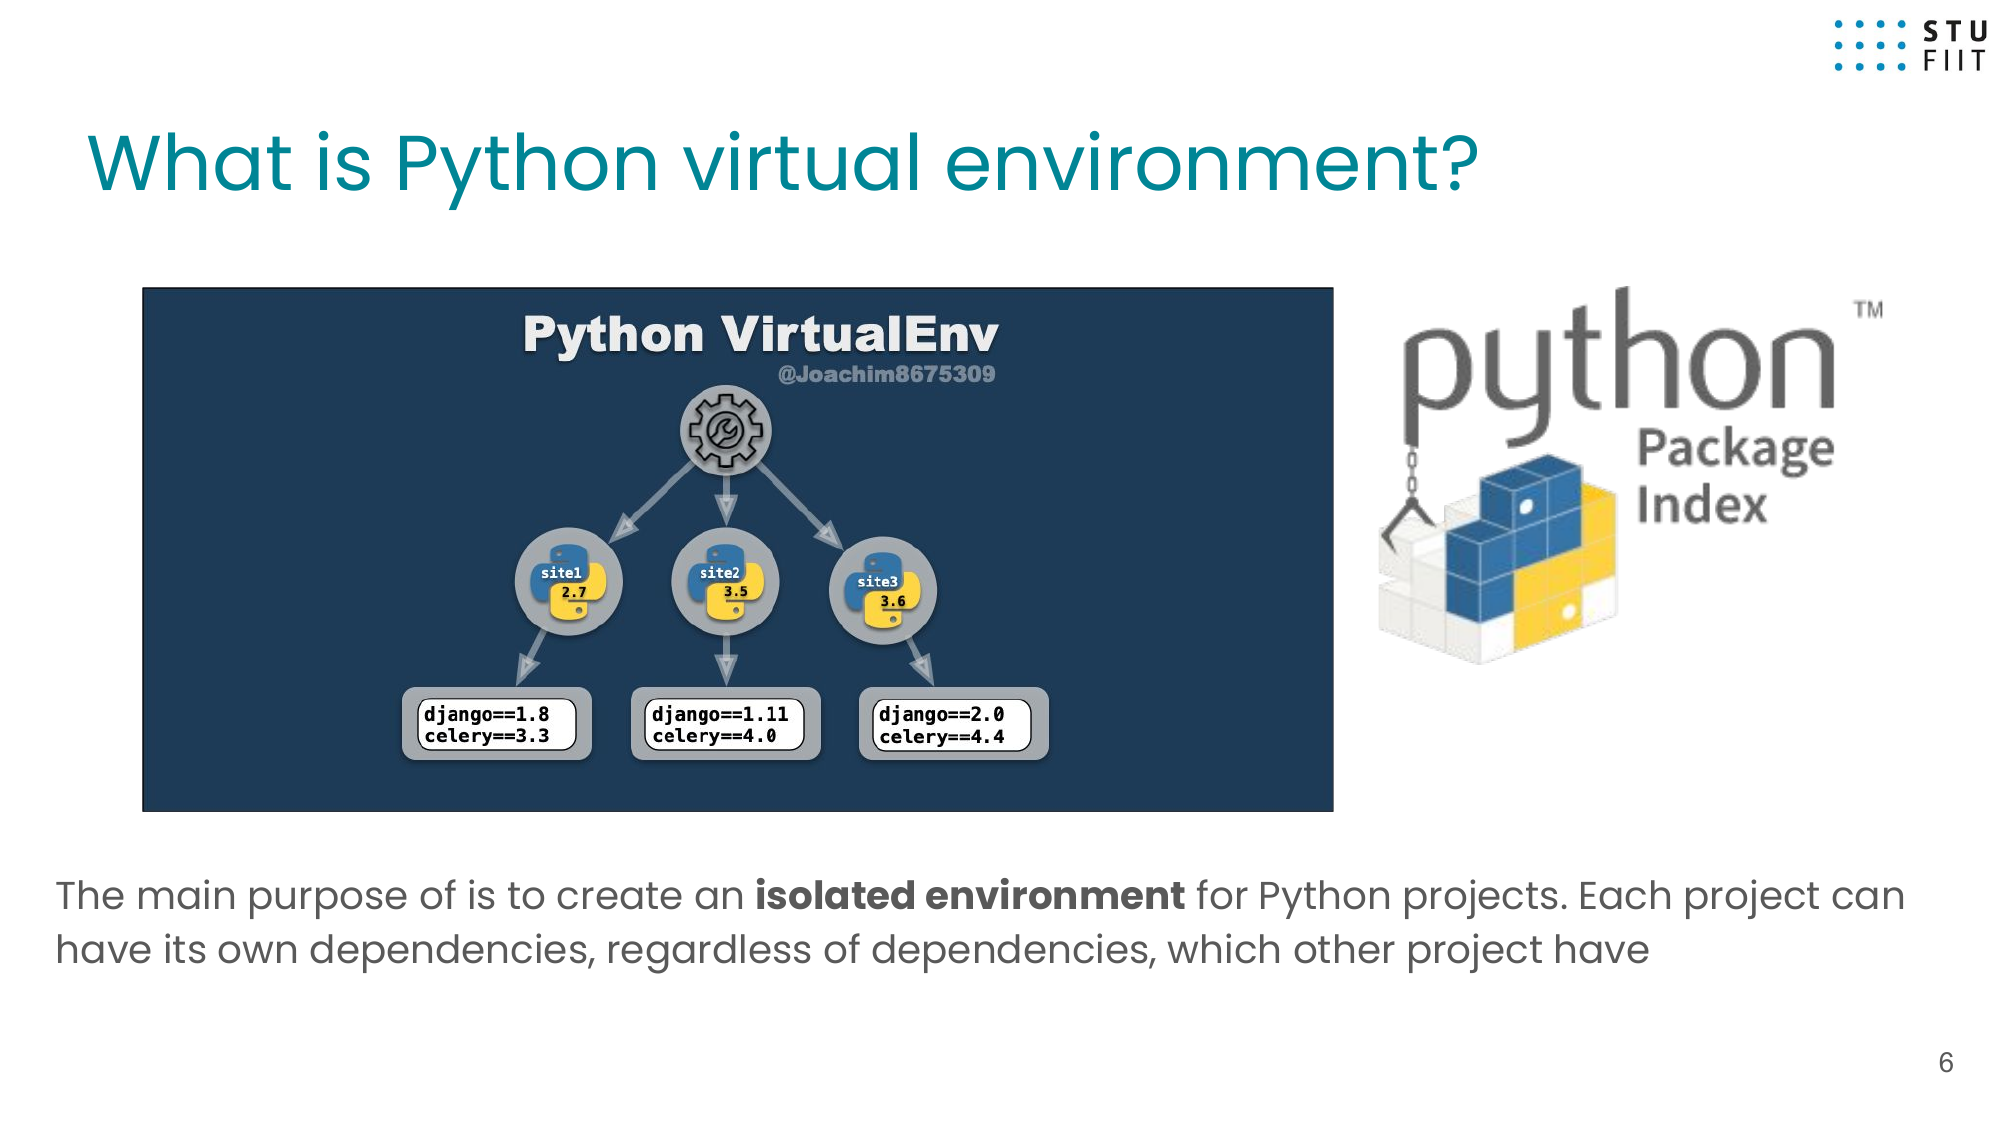 STU
FIIT
What is Python virtual environment?
Python VirtualEnv
@Joachim8675309
site1
2.7
site2
3.5
site3
3.6
django==1.8
celery==3.3
django==1.11
celery==4.0
django==2.0
celery==4.4
python™
Package
Index
The main purpose of is to create an isolated environment for Python projects. Each project can
have its own dependencies, regardless of dependencies, which other project have
6